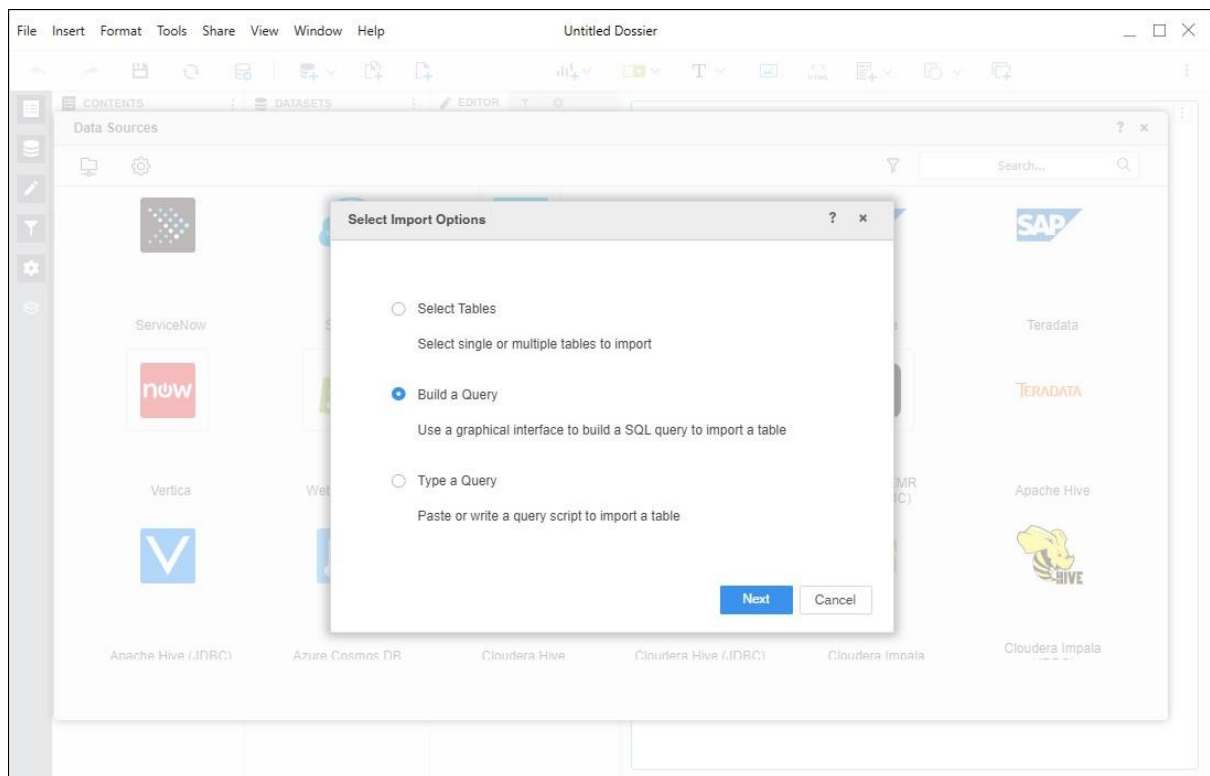 File Insert Format Tools Share View Window Help Untitled Dossier
CONTENTS DATASETS EDITOR
Data Sources ?
Search...
Select Import Options ?
SAP
Select Tables
ServiceNow Teradata
Select single or multiple tables to import
now
Build a Query
TERADATA
Use a graphical interface to build a SQL query to import a table
Type a Query
Vertica Apache Hive
Paste or write a query script to import a table
HIVE
Next Cancel
Apache Hive (JDBC) Azure Cosmos DB Cloudera Hive Cloudera Hive (JDBC) Cloudera Impala Cloudera Impala